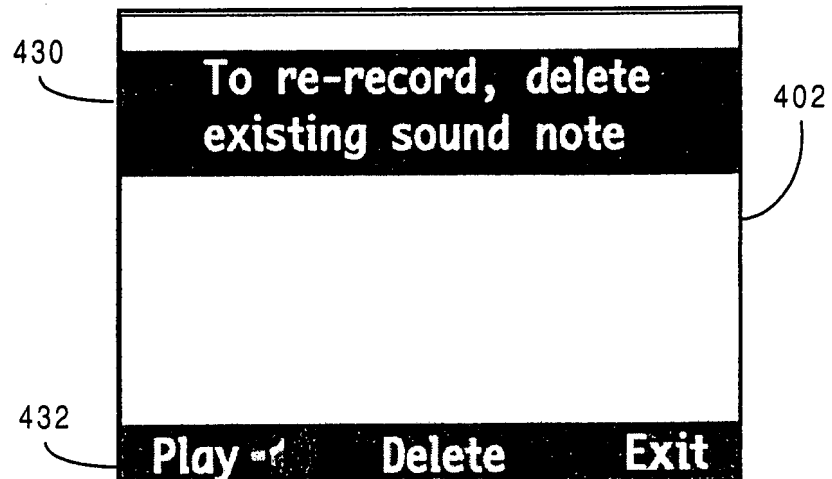 430
To re-record, delete
existing sound note
402
432
Play Delete Exit